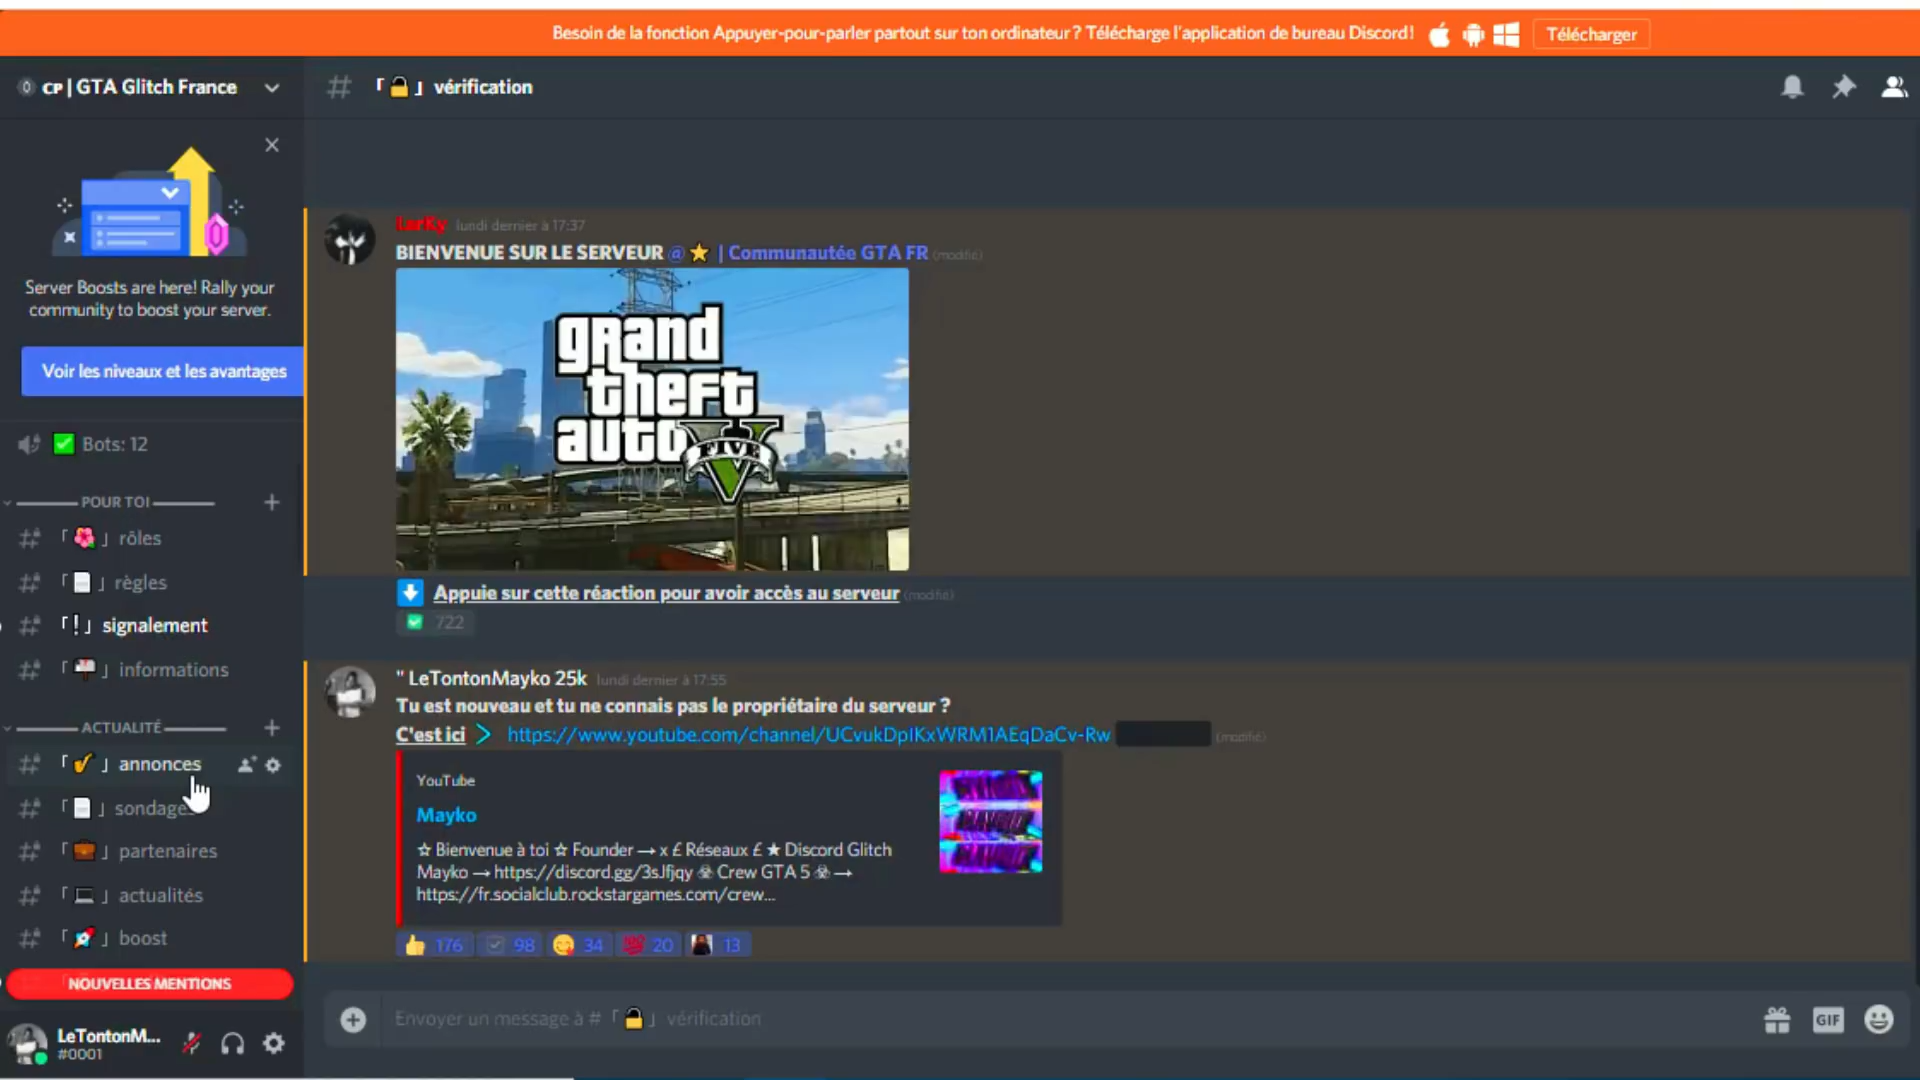 Besoin de la fonction Appuyer-pour-parler partout sur ton ordinateur? Télécharge l'application de bureau Discord!
Télécharger
CP | GTA Glitch France
Server Boosts are here! Rally your
community to boost your server.
Voir les niveaux et les avantages
Bots: 12
POUR TOI
rôles
règles
signalement
informations
ACTUALITÉ
annonces
sondage
partenaires
actualités
boost
NOUVELLES MENTIONS
LeTontonM...
#0001
# 「🔒」 vérification
LarKy lundi dernier à 17:37
BIENVENUE SUR LE SERVEUR @⭐ | Communautée GTA FR (modifié)
grand
theft
auto
FIVE
Appuie sur cette réaction pour avoir accès au serveur (modifié)
722
" LeTontonMayko 25k lundi dernier à 17:55
Tu est nouveau et tu ne connais pas le propriétaire du serveur ?
C'est ici > https://www.youtube.com/channel/UCvukDpIKxWRM1AEqDaCv-Rw (modifié)
YouTube
Mayko
☆ Bienvenue à toi ☆ Founder → x £ Réseaux £ ★ Discord Glitch
Mayko → https://discord.gg/3sJfjqy ☠ Crew GTA 5 ☠ →
https://fr.socialclub.rockstargames.com/crew...
176 98 34 20 13
Envoyer un message à # 「🔒」 vérification
GIF